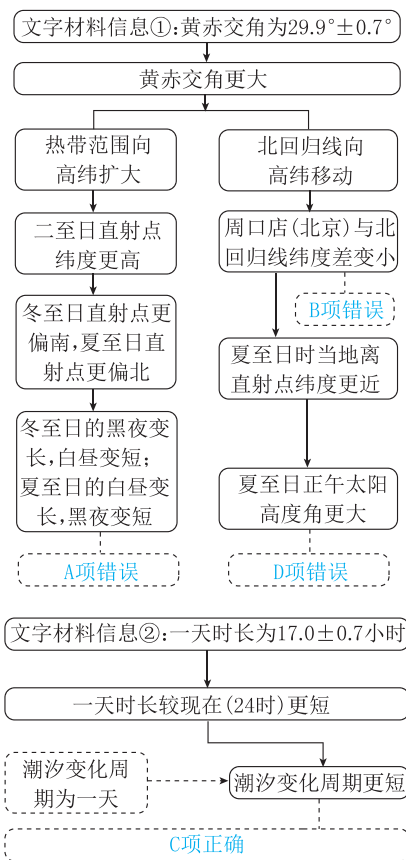 文字材料信息①:黄赤交角为29.9°±0.7°
黄赤交角更大
热带范围向
高纬扩大
二至日直射点
纬度更高
冬至日直射点更
偏南,夏至日直
射点更偏北
冬至日的黑夜变
长,白昼变短;
夏至日的白昼变
长,黑夜变短
A项错误
北回归线向
高纬移动
周口店(北京)与北
回归线纬度差变小
B项错误
夏至日时当地离
直射点纬度更近
夏至日正午太阳
高度角更大
D项错误
文字材料信息②:一天时长为17.0±0.7小时
一天时长较现在(24时)更短
潮汐变化周
期为一天
潮汐变化周期更短
C项正确